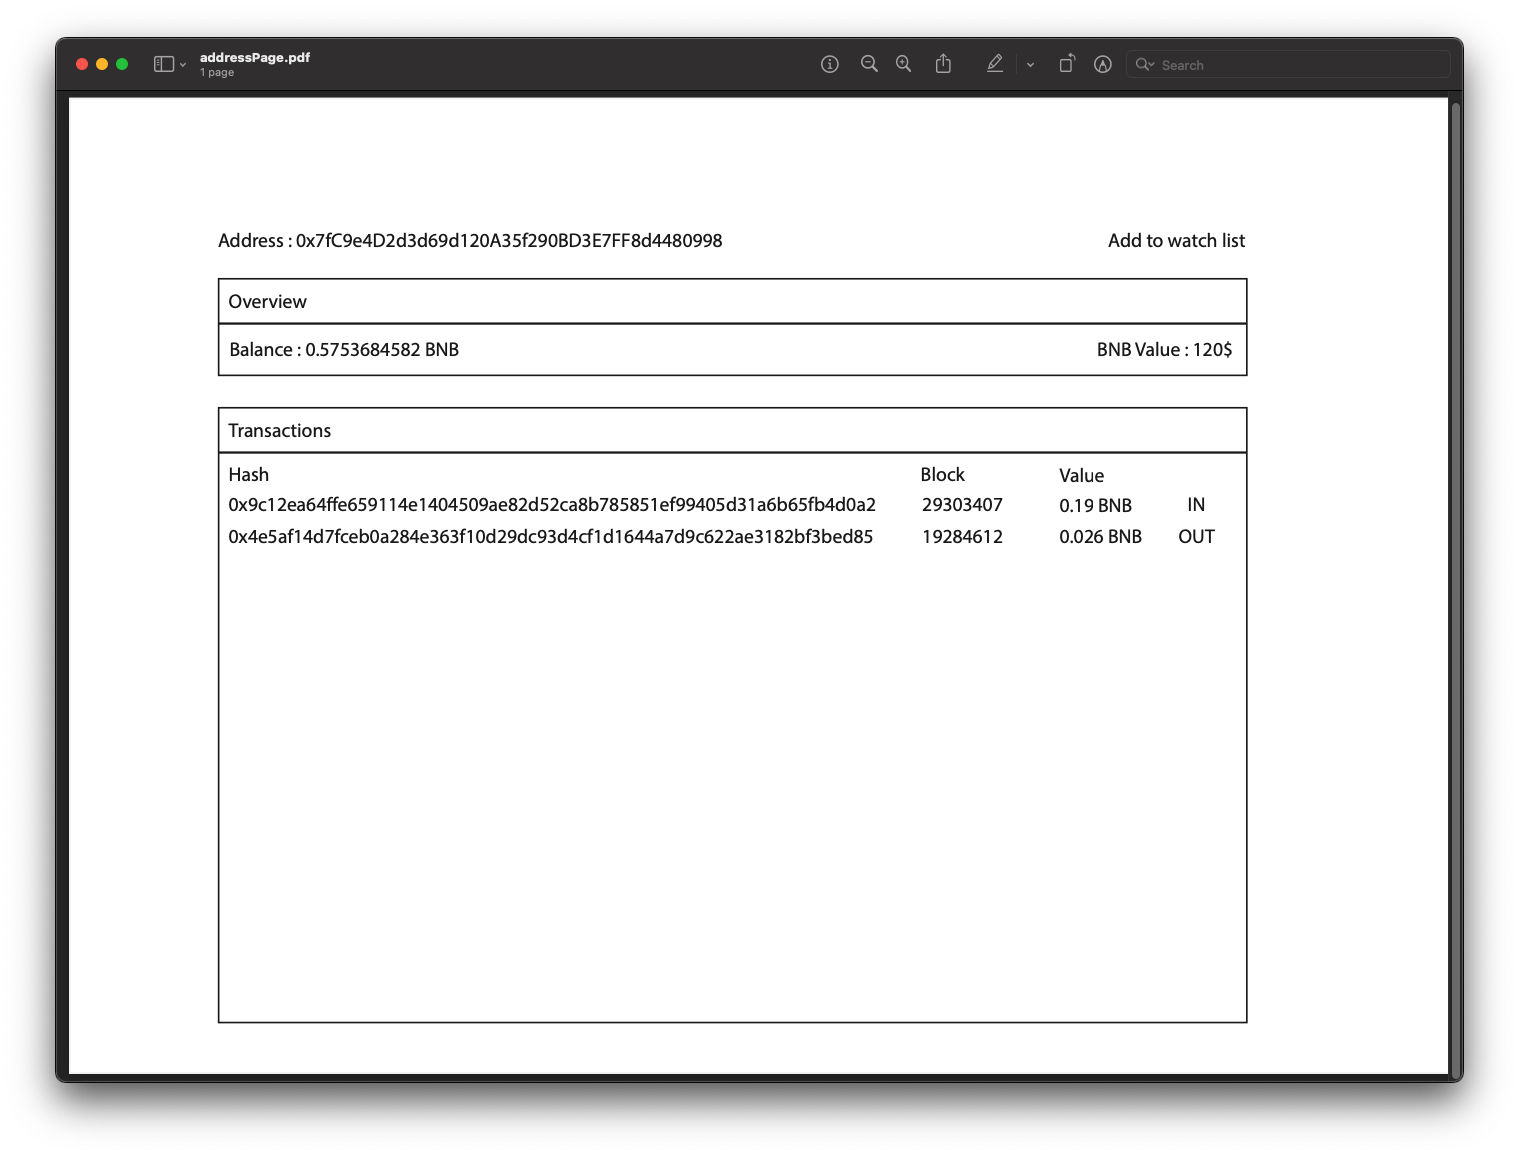 addressPage.pdf
1 page
Search
Address : 0x7fC9e4D2d3d69d120A35f290BD3E7FF8d4480998 Add to watch list
Overview
Balance : 0.5753684582 BNB BNB Value : 120$
Transactions
Hash Block Value
0x9c12ea64ffe659114e1404509ae82d52ca8b785851ef99405d31a6b65fb4d0a2 29303407 0.19 BNB IN
0x4e5af14d7fceb0a284e363f10d29dc93d4cf1d1644a7d9c622ae3182bf3bed85 19284612 0.026 BNB OUT